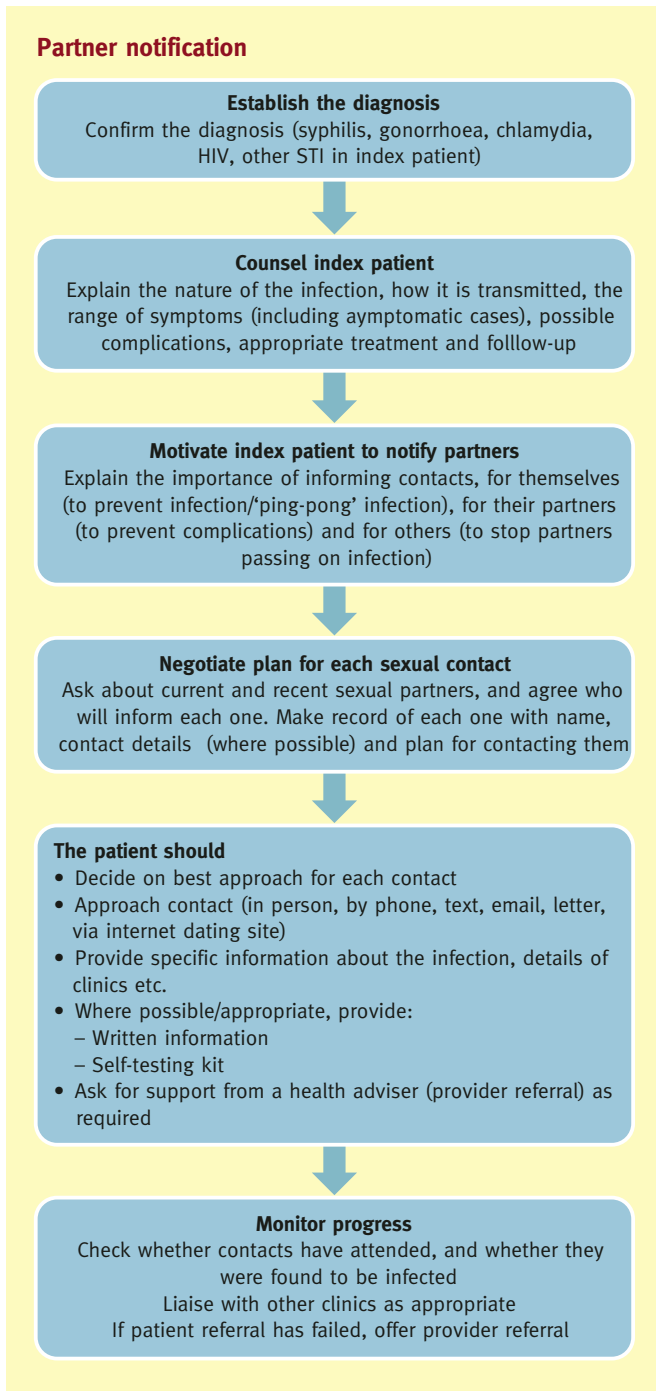 Partner notification
Establish the diagnosis
Confirm the diagnosis (syphilis, gonorrhoea, chlamydia,
HIV, other STI in index patient)
Counsel index patient
Explain the nature of the infection, how it is transmitted, the
range of symptoms (including aymptomatic cases), possible
complications, appropriate treatment and folllow-up
Motivate index patient to notify partners
Explain the importance of informing contacts, for themselves
(to prevent infection/‘ping-pong’ infection), for their partners
(to prevent complications) and for others (to stop partners
passing on infection)
Negotiate plan for each sexual contact
Ask about current and recent sexual partners, and agree who
will inform each one. Make record of each one with name,
contact details (where possible) and plan for contacting them
The patient should
• Decide on best approach for each contact
• Approach contact (in person, by phone, text, email, letter,
via internet dating site)
• Provide specific information about the infection, details of
clinics etc.
• Where possible/appropriate, provide:
– Written information
– Self-testing kit
• Ask for support from a health adviser (provider referral) as
required
Monitor progress
Check whether contacts have attended, and whether they
were found to be infected
Liaise with other clinics as appropriate
If patient referral has failed, offer provider referral